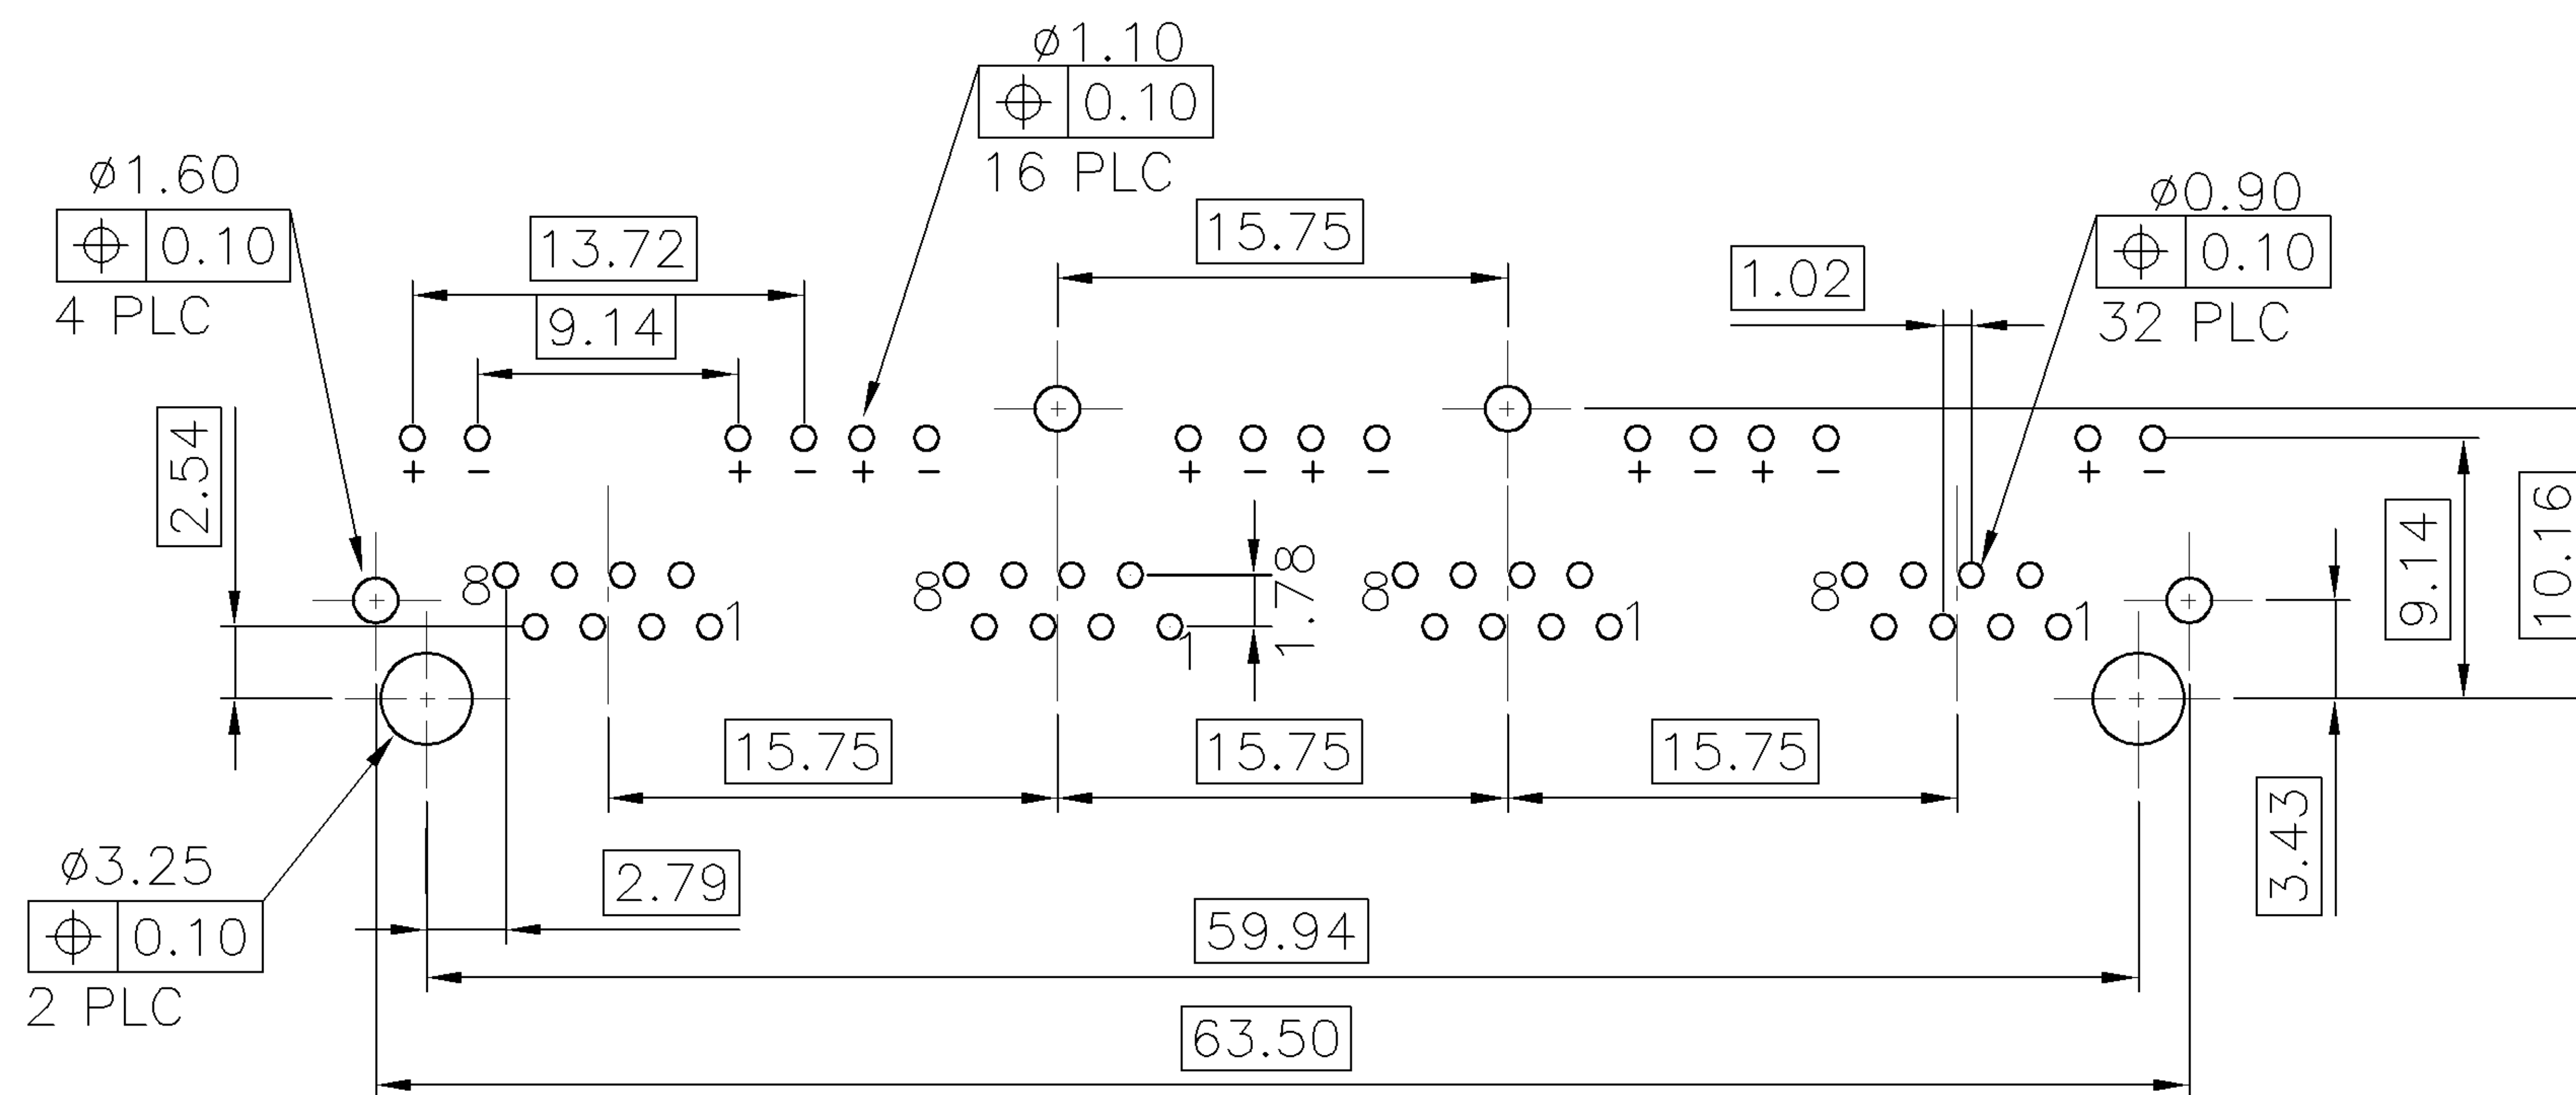 ø1.10
⌖ 0.10
16 PLC
ø1.60
⌖ 0.10
4 PLC
ø0.90
⌖ 0.10
32 PLC
13.72
15.75
1.02
9.14
2.54
+ − + − + − + − + − + − + − + −
9.14
10.16
8 8 1.78 8 8
1 1 1 1
15.75 15.75 15.75
3.43
ø3.25
⌖ 0.10
2 PLC
2.79
59.94
63.50